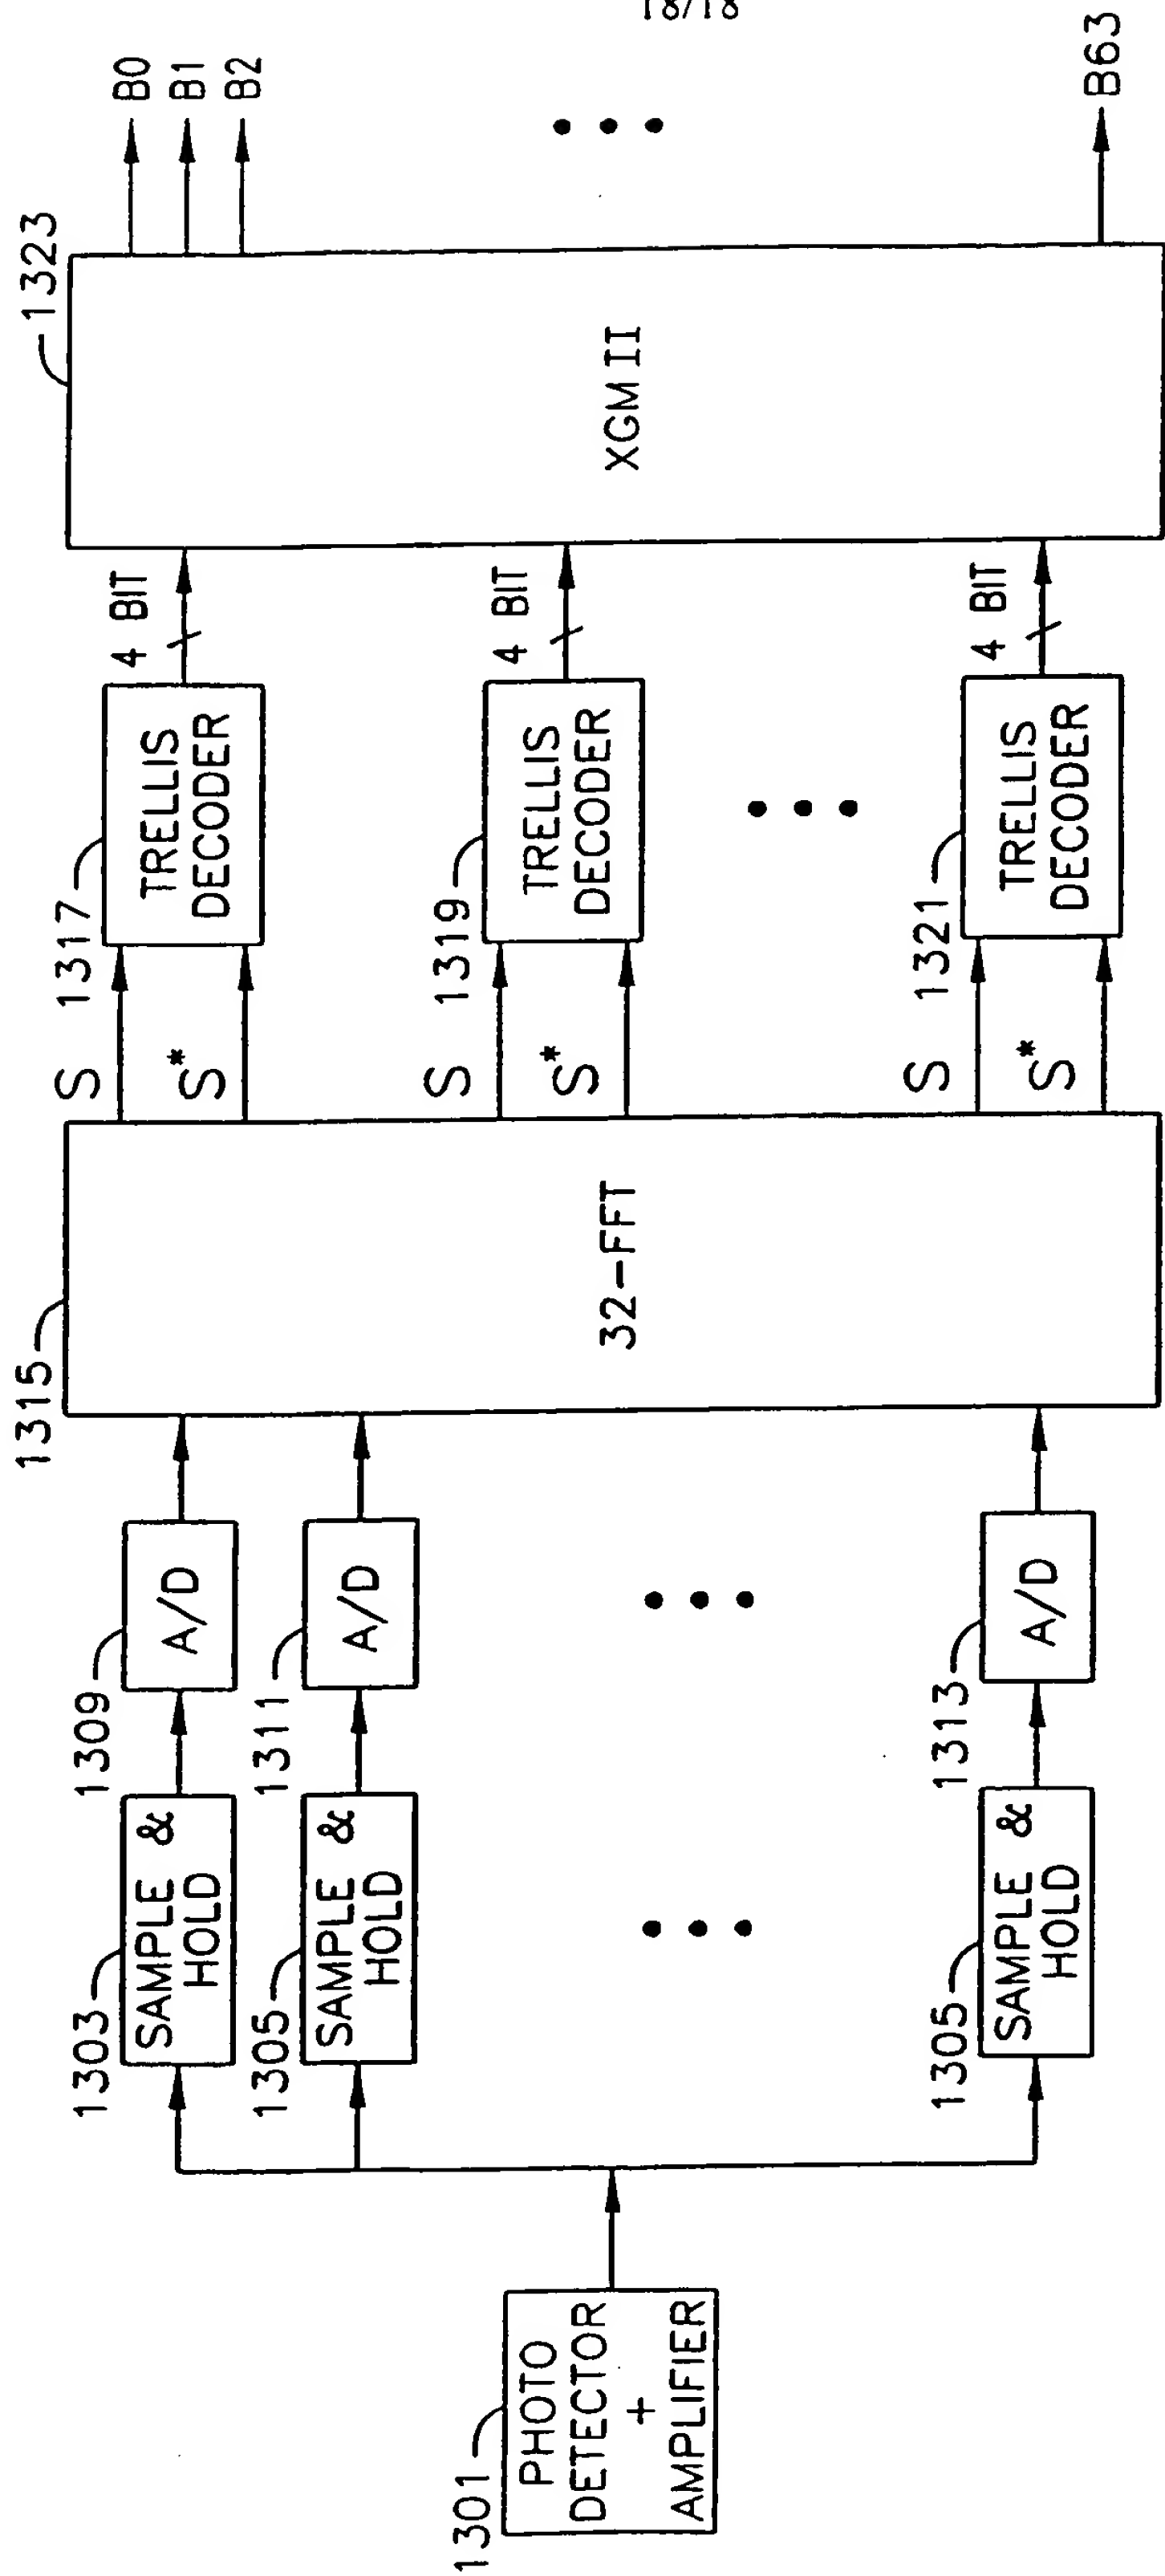 18/18
1301
PHOTO
DETECTOR
+
AMPLIFIER
1303
SAMPLE &
HOLD
1305
SAMPLE &
HOLD
1305
SAMPLE &
HOLD
1309
A/D
1311
A/D
1313
A/D
1315
32-FFT
S
S*
S
S*
S
S*
1317
TRELLIS
DECODER
1319
TRELLIS
DECODER
1321
TRELLIS
DECODER
4 BIT
4 BIT
4 BIT
1323
XGM II
B0
B1
B2
B63